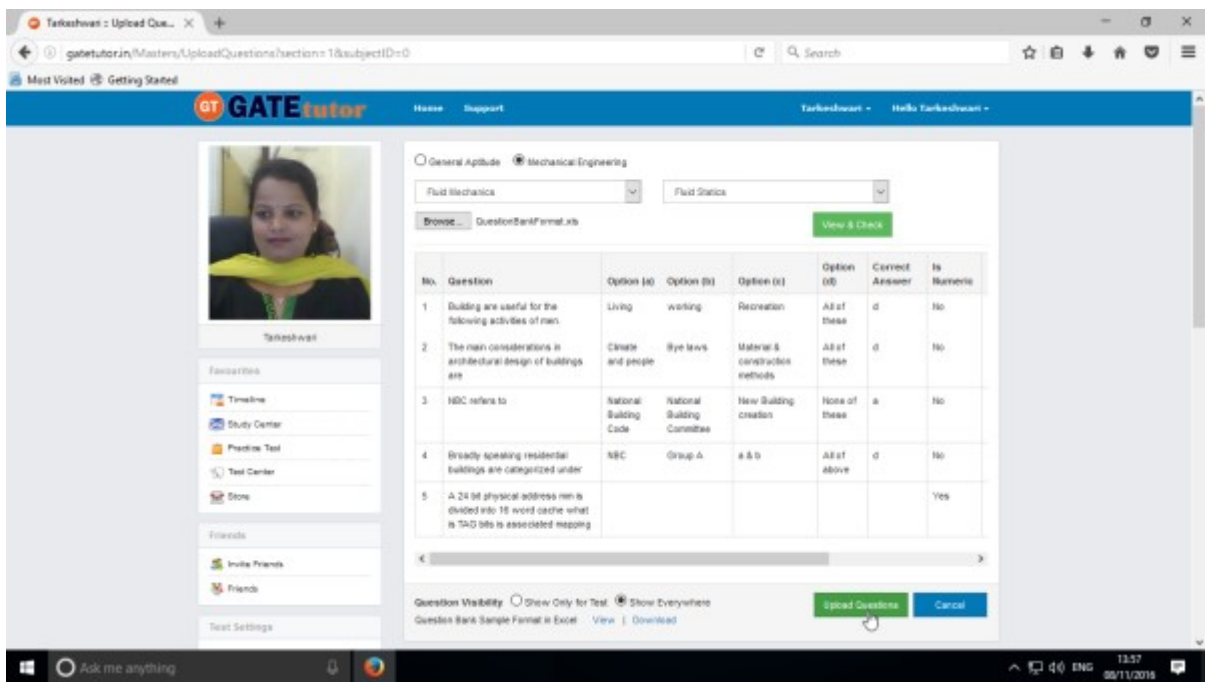 Tarkeshwari :: Upload Que...
gatetutor.in/Masters/UploadQuestions?section=1&subjectID=0
Search
Most Visited Getting Started
GT GATEtutor Home Support Tarkeshwari Hello Tarkeshwari
General Aptitude Mechanical Engineering
Fluid Mechanics Fluid Statics
Browse... QuestionBankFormat.xls View & Check
No. Question Option (a) Option (b) Option (c) Option (d) Correct Answer Is Numeric
1 Building are useful for the following activities of men. Living working Recreation All of these d No
2 The main considerations in architectural design of buildings are Climate and people Bye laws Material & construction methods All of these d No
3 NBC refers to National Building Code National Building Committee New Building creation None of these a No
4 Broadly speaking residential buildings are categorized under NBC Group A a & b All of above d No
5 A 24 bit physical address mm is divided into 16 word cache what is TAG bits is associated mapping Yes
Tarkeshwari
Favourites
Timeline
Study Center
Practice Test
Test Center
Store
Friends
Invite Friends
Friends
Test Settings
Question Visibility Show Only for Test Show Everywhere
Question Bank Sample Format in Excel View | Download
Upload Questions Cancel
Ask me anything
ENG 13:57
08/11/2016